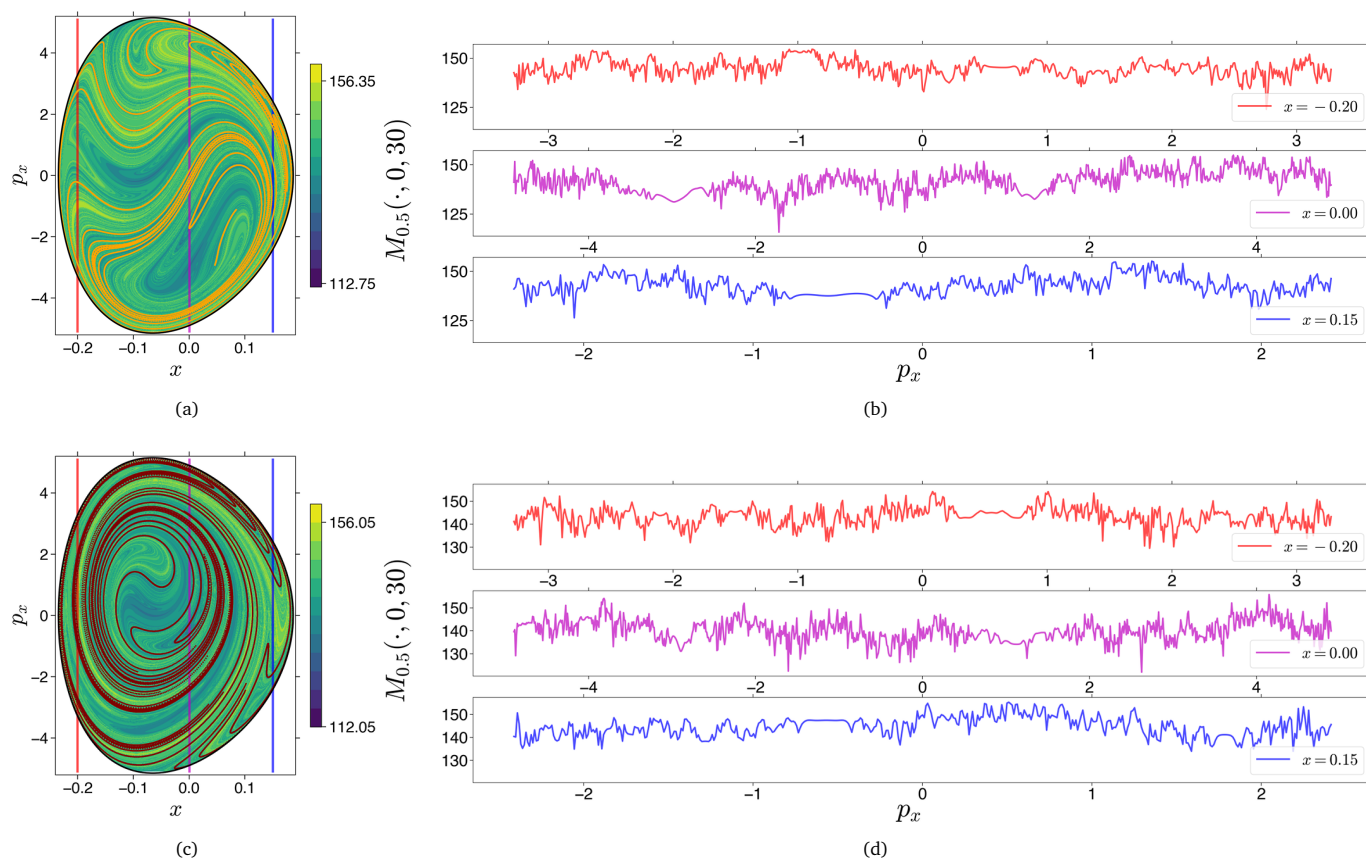 4
2
0
−2
−4
p_x
−0.2 −0.1 0.0 0.1
x
156.35
112.75
M_{0.5}(·, 0, 30)
(a)
150
125
−3 −2 −1 0 1 2 3
x = −0.20
150
125
−4 −2 0 2 4
x = 0.00
150
125
−2 −1 0 1 2
x = 0.15
p_x
(b)
4
2
0
−2
−4
p_x
−0.2 −0.1 0.0 0.1
x
156.05
112.05
M_{0.5}(·, 0, 30)
(c)
150
140
130
−3 −2 −1 0 1 2 3
x = −0.20
150
140
130
−4 −2 0 2 4
x = 0.00
150
140
130
−2 −1 0 1 2
x = 0.15
p_x
(d)